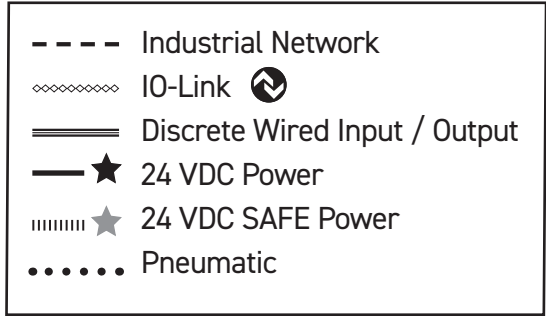 Industrial Network
IO-Link
Discrete Wired Input / Output
24 VDC Power
24 VDC SAFE Power
Pneumatic